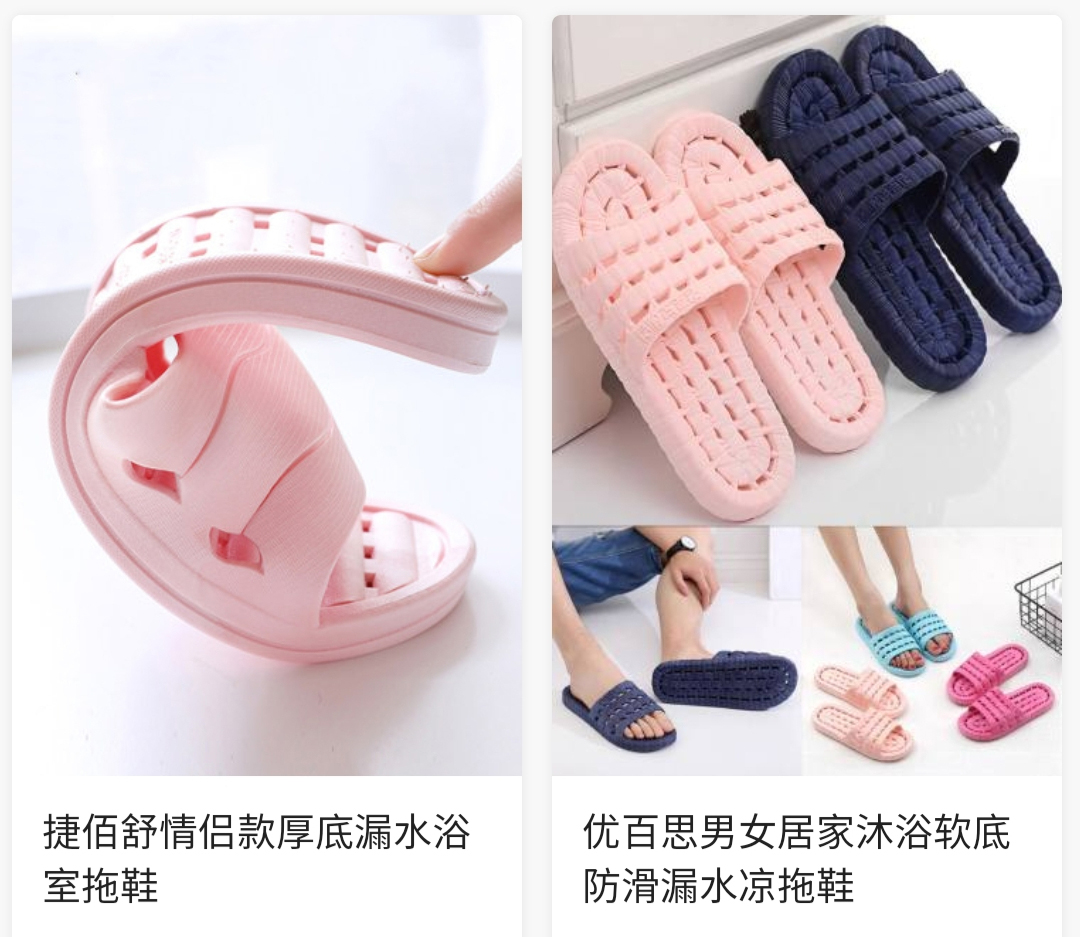 捷佰舒情侣款厚底漏水浴
室拖鞋
优百思男女居家沐浴软底
防滑漏水凉拖鞋